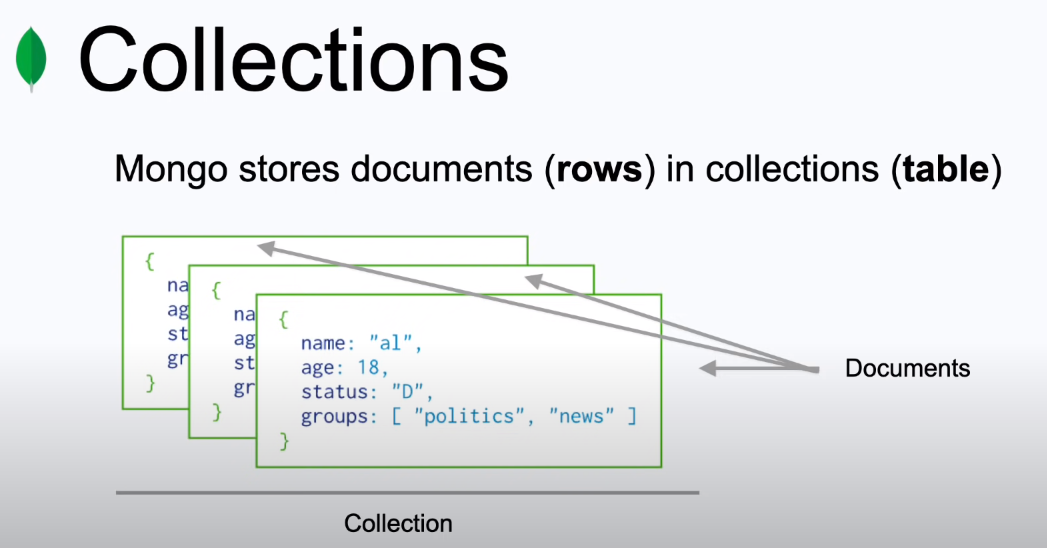 Collections
Mongo stores documents (rows) in collections (table)
{
na
ag
st
gr
}
{
na
ag
st
gr
}
{
name: "al",
age: 18,
status: "D",
groups: [ "politics", "news" ]
}
Documents
Collection